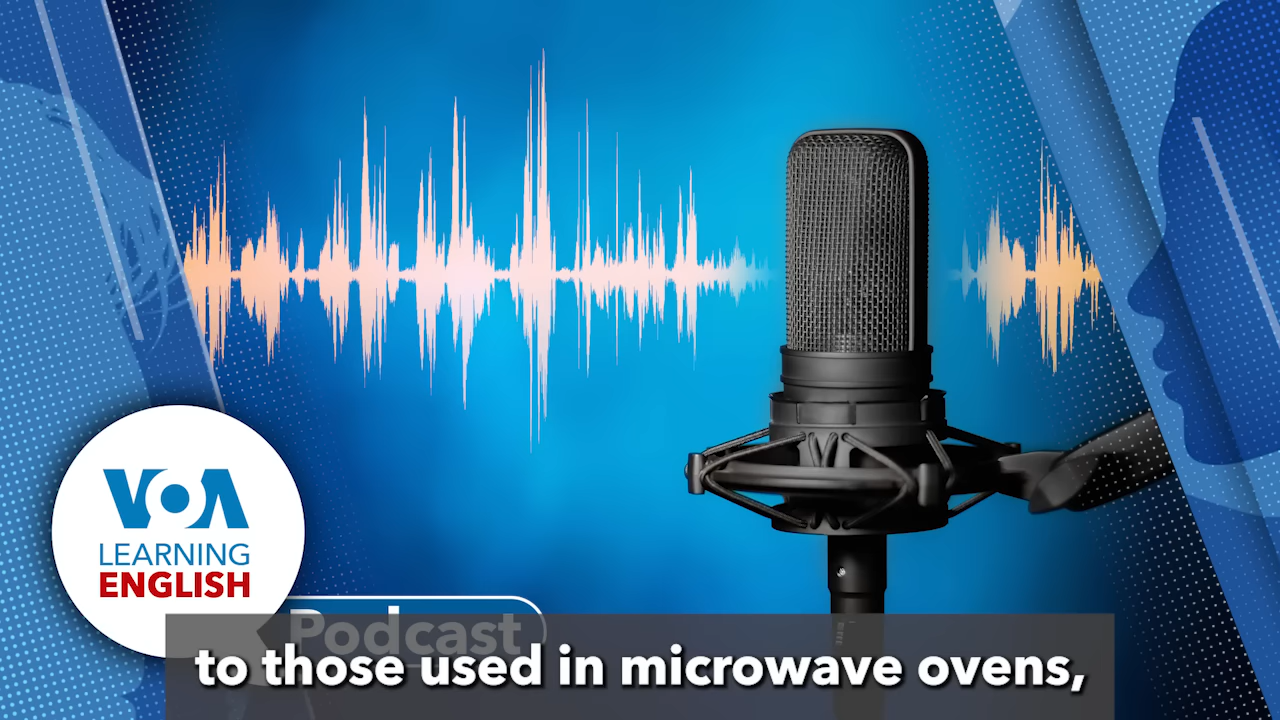 VOA
LEARNING
ENGLISH
Podcast
to those used in microwave ovens,